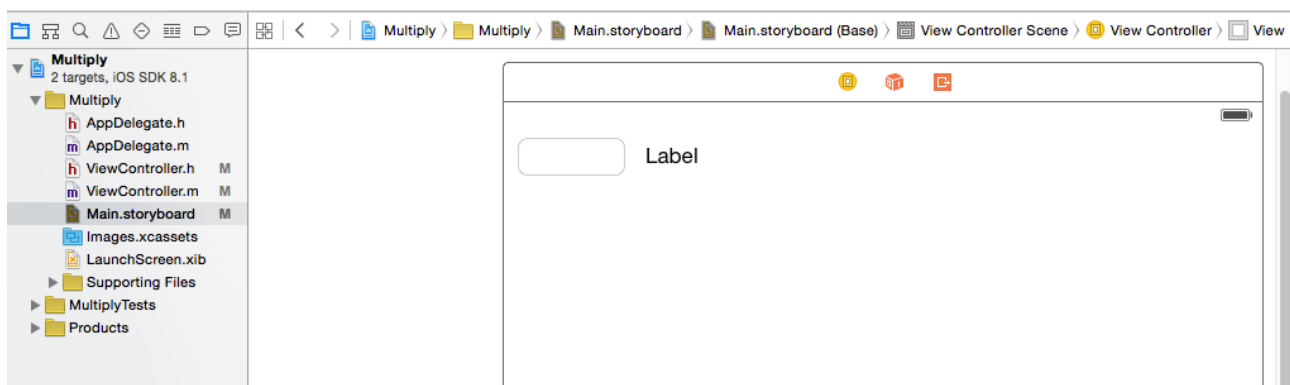 Multiply Multiply Main.storyboard Main.storyboard (Base) View Controller Scene View Controller View
Multiply
2 targets, iOS SDK 8.1
Multiply
h AppDelegate.h
m AppDelegate.m
h ViewController.h M
m ViewController.m M
Main.storyboard M
Images.xcassets
LaunchScreen.xib
Supporting Files
MultiplyTests
Products
Label